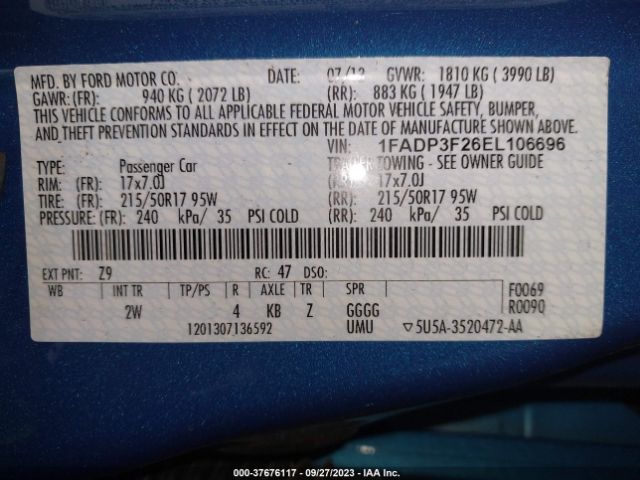 MFD. BY FORD MOTOR CO. DATE: GVWR: 1810 KG ( 3990 LB)
GAWR: (FR): 940 KG ( 2072 LB) (RR): 883 KG ( 1947 LB)
THIS VEHICLE CONFORMS TO ALL APPLICABLE FEDERAL MOTOR VEHICLE SAFETY, BUMPER,
AND THEFT PREVENTION STANDARDS IN EFFECT ON THE DATE OF MANUFACTURE SHOWN ABOVE.
VIN: 1FADP3F26EL106696
TYPE: Passenger Car TOWING - SEE OWNER GUIDE
RIM: (FR): 17x7.0J (RR): 17x7.0J
TIRE: (FR): 215/50R17 95W (RR): 215/50R17 95W
PRESSURE: (FR): 240 kPa/ 35 PSI COLD (RR): 240 kPa/ 35 PSI COLD
EXT PNT: Z9 RC: 47 DSO:
WB INT TR TP/PS R AXLE TR SPR F0069
2W 4 KB Z GGGG R0090
1201307136592 UMU ▽5U5A-3520472-AA
000-37676117 - 09/27/2023 - IAA Inc.